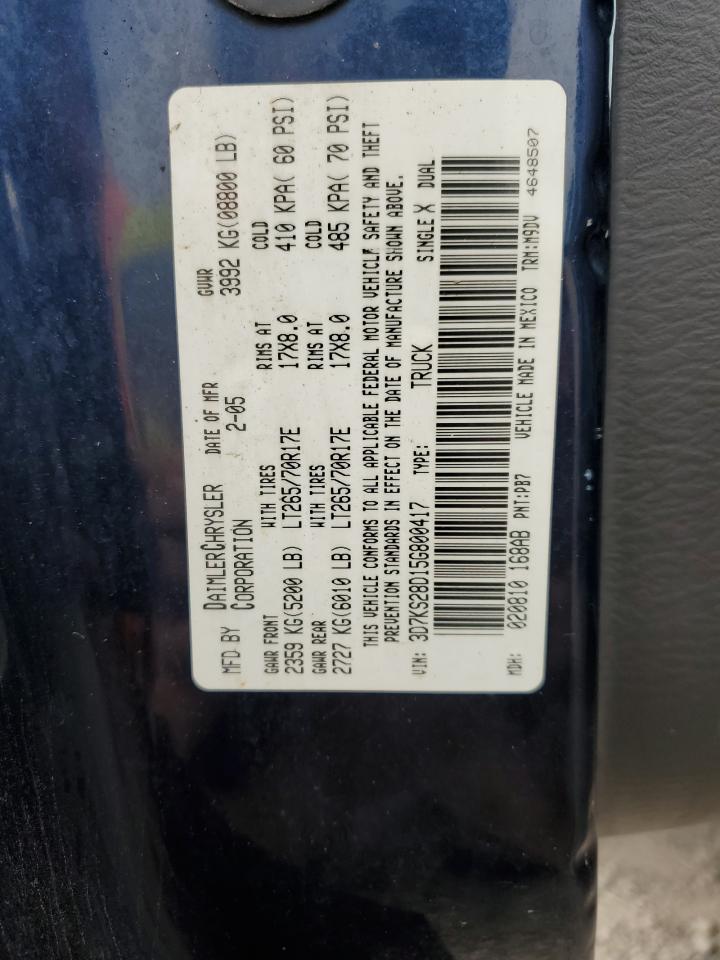 MFD BY DAIMLERCHRYSLER CORPORATION DATE OF MFR 2-05 GVWR 3992 KG(08800 LB)
GAWR FRONT WITH TIRES RIMS AT COLD
2359 KG(5200 LB) LT265/70R17E 17X8.0 410 KPA( 60 PSI)
GAWR REAR WITH TIRES RIMS AT COLD
2727 KG(6010 LB) LT265/70R17E 17X8.0 485 KPA( 70 PSI)
THIS VEHICLE CONFORMS TO ALL APPLICABLE FEDERAL MOTOR VEHICLE SAFETY AND THEFT
PREVENTION STANDARDS IN EFFECT ON THE DATE OF MANUFACTURE SHOWN ABOVE.
VIN: 3D7KS28D15G800417 TYPE: TRUCK SINGLE X DUAL
MDH: 020810 168AB PNT:PB7 VEHICLE MADE IN MEXICO TRM:M9DV 4648507